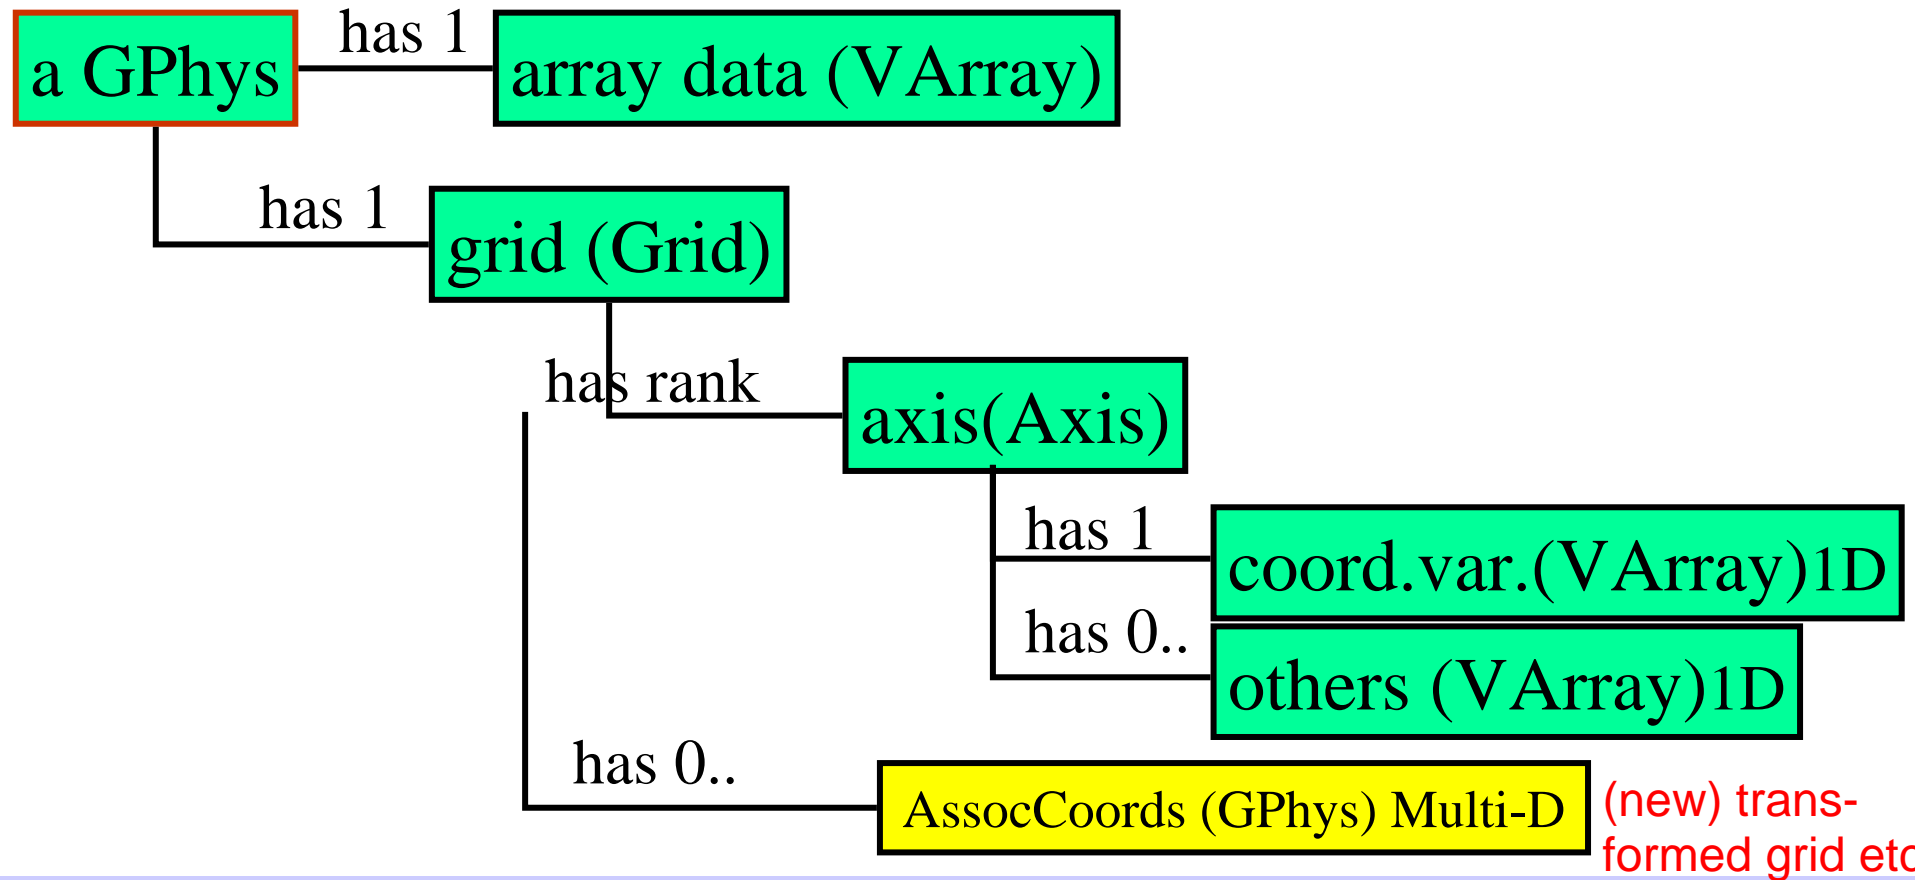 a GPhys
has 1
array data (VArray)
has 1
grid (Grid)
has rank
axis(Axis)
has 1
coord.var.(VArray)1D
has 0..
others (VArray)1D
has 0..
AssocCoords (GPhys) Multi-D
(new) trans-
formed grid etc